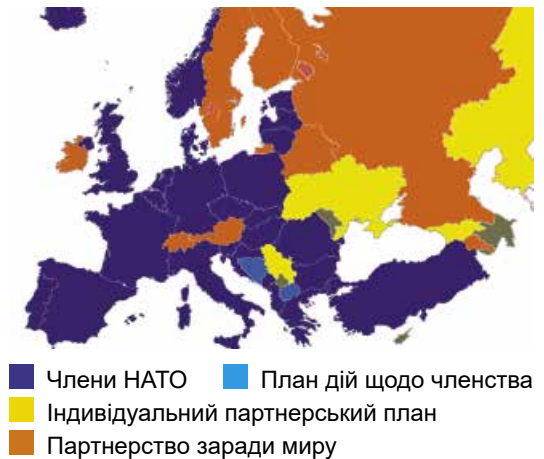 Члени НАТО План дій щодо членства
Індивідуальний партнерський план
Партнерство заради миру